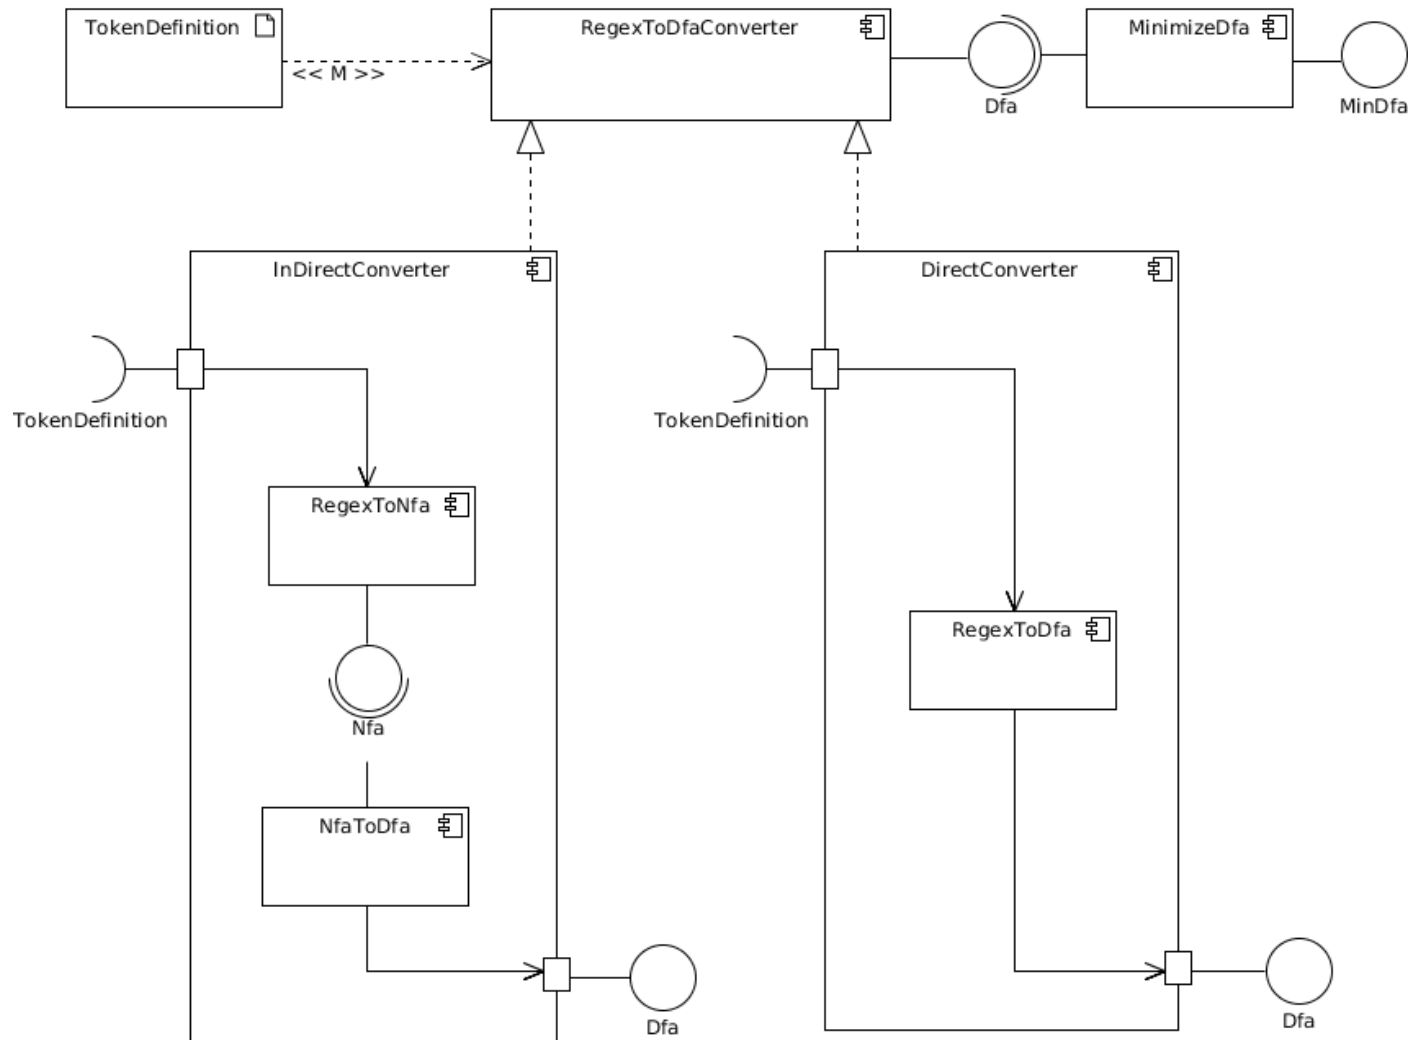 TokenDefinition
RegexToDfaConverter
MinimizeDfa
<< M >>
Dfa
MinDfa
InDirectConverter
DirectConverter
TokenDefinition
TokenDefinition
RegexToNfa
RegexToDfa
Nfa
NfaToDfa
Dfa
Dfa